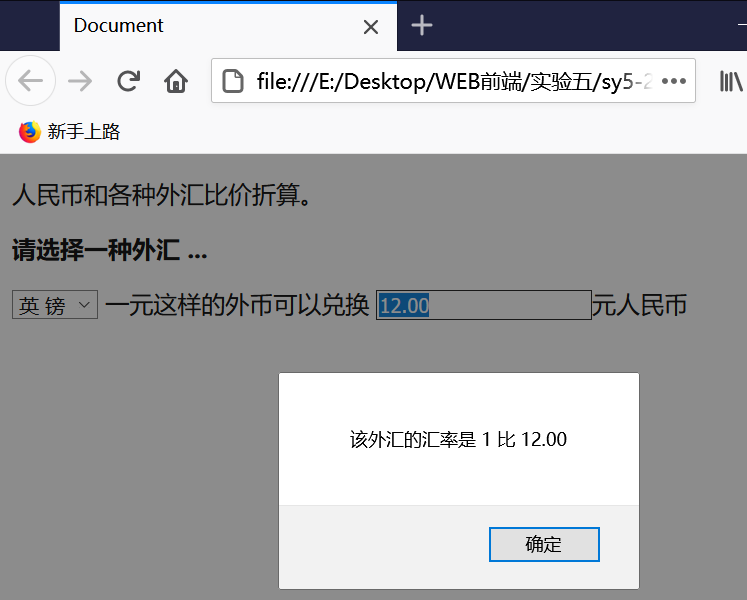 Document
file:///E:/Desktop/WEB前端/实验五/sy5-2
新手上路
人民币和各种外汇比价折算。
请选择一种外汇 ...
英 镑 一元这样的外币可以兑换 12.00 元人民币
该外汇的汇率是 1 比 12.00
确定